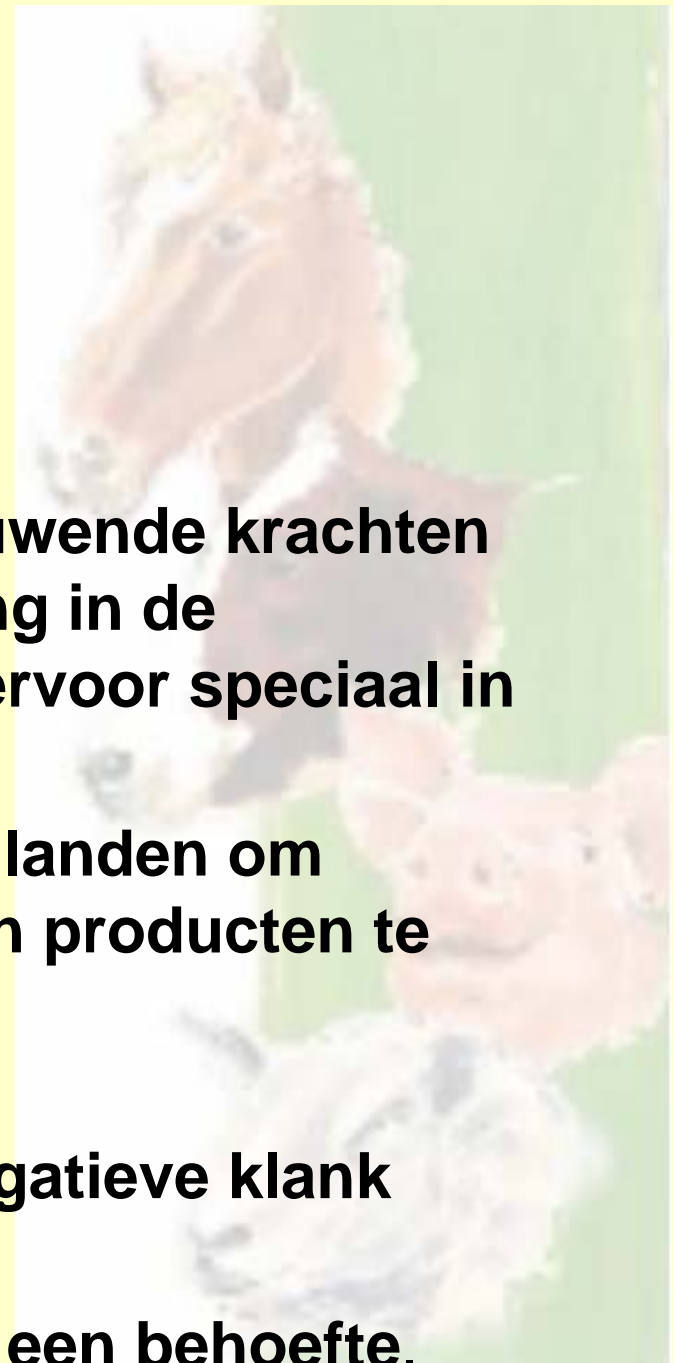 uwende krachten
ng in de
ervoor speciaal in
landen om
n producten te
gatieve klank
een behoefte.